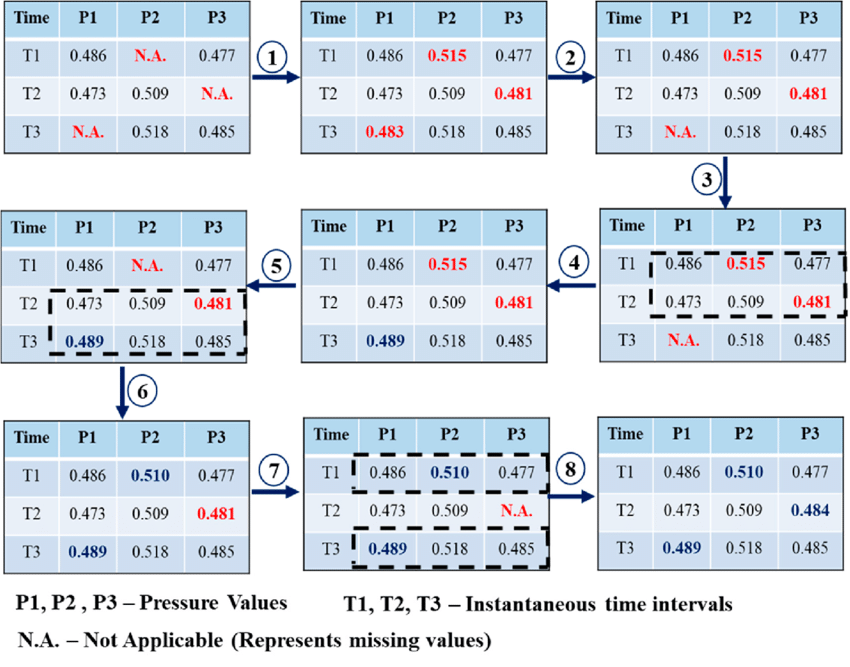 Time P1 P2 P3
T1 0.486 N.A. 0.477
T2 0.473 0.509 N.A.
T3 N.A. 0.518 0.485
1
Time P1 P2 P3
T1 0.486 0.515 0.477
T2 0.473 0.509 0.481
T3 0.483 0.518 0.485
2
Time P1 P2 P3
T1 0.486 0.515 0.477
T2 0.473 0.509 0.481
T3 N.A. 0.518 0.485
3
Time P1 P2 P3
T1 0.486 0.515 0.477
T2 0.473 0.509 0.481
T3 N.A. 0.518 0.485
4
Time P1 P2 P3
T1 0.486 0.515 0.477
T2 0.473 0.509 0.481
T3 0.489 0.518 0.485
5
Time P1 P2 P3
T1 0.486 N.A. 0.477
T2 0.473 0.509 0.481
T3 0.489 0.518 0.485
6
Time P1 P2 P3
T1 0.486 0.510 0.477
T2 0.473 0.509 0.481
T3 0.489 0.518 0.485
7
Time P1 P2 P3
T1 0.486 0.510 0.477
T2 0.473 0.509 N.A.
T3 0.489 0.518 0.485
8
Time P1 P2 P3
T1 0.486 0.510 0.477
T2 0.473 0.509 0.484
T3 0.489 0.518 0.485
P1, P2 , P3 – Pressure Values
T1, T2, T3 – Instantaneous time intervals
N.A. – Not Applicable (Represents missing values)